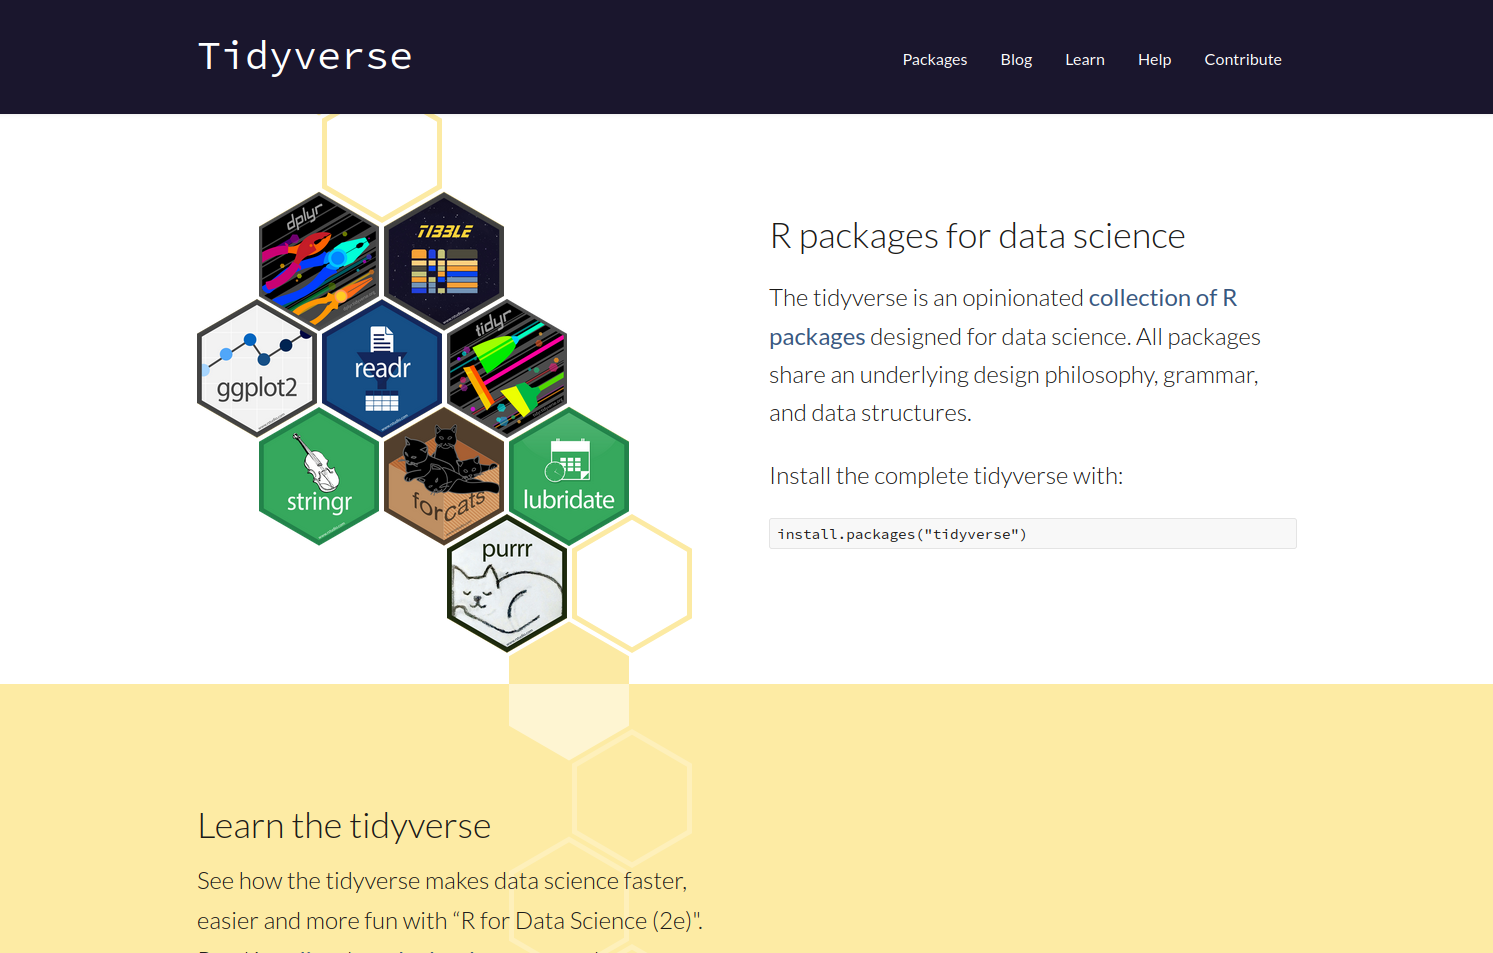 Tidyverse
Packages
Blog
Learn
Help
Contribute
dplyr
TIBBLE
ggplot2
readr
tidyr
stringr
forcats
lubridate
purrr
R packages for data science
The tidyverse is an opinionated collection of R
packages designed for data science. All packages
share an underlying design philosophy, grammar,
and data structures.
Install the complete tidyverse with:
install.packages("tidyverse")
Learn the tidyverse
See how the tidyverse makes data science faster,
easier and more fun with “R for Data Science (2e)".